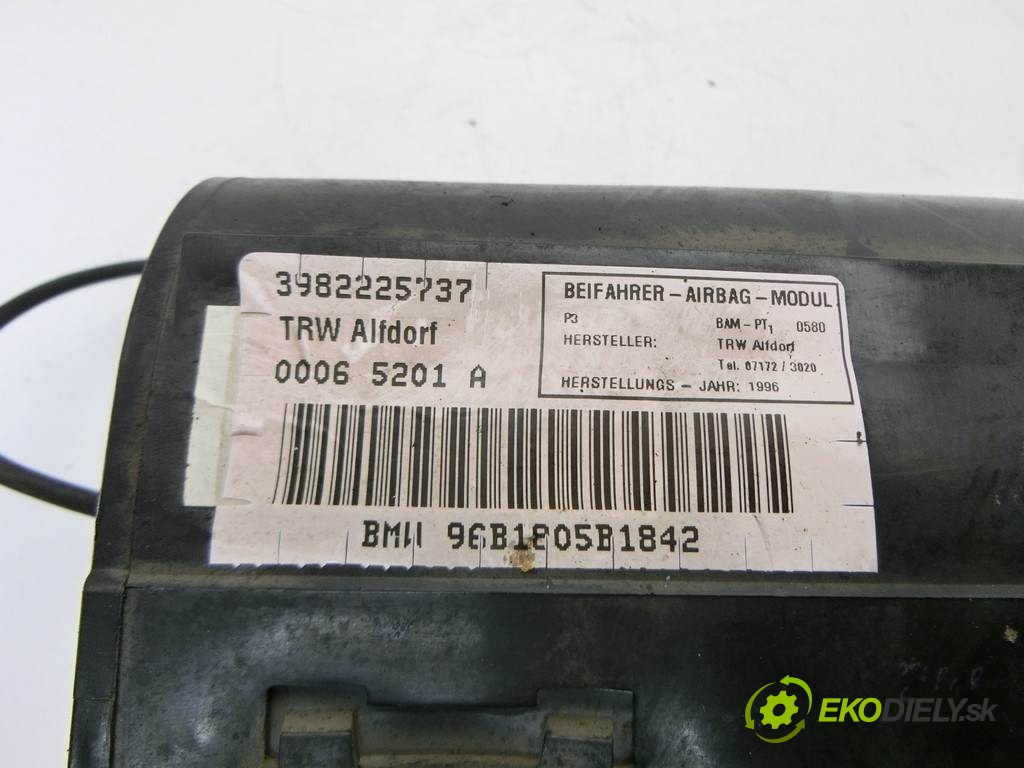 3982225737
TRW Alfdorf
0006 5201 A
BEIFAHRER - AIRBAG - MODUL
P3 BAM - PT1 0580
HERSTELLER: TRW Alfdorf
Tel. 07172 / 3020
HERSTELLUNGS - JAHR: 1996
BMW 96B1805B1842
EKODIELY.sk